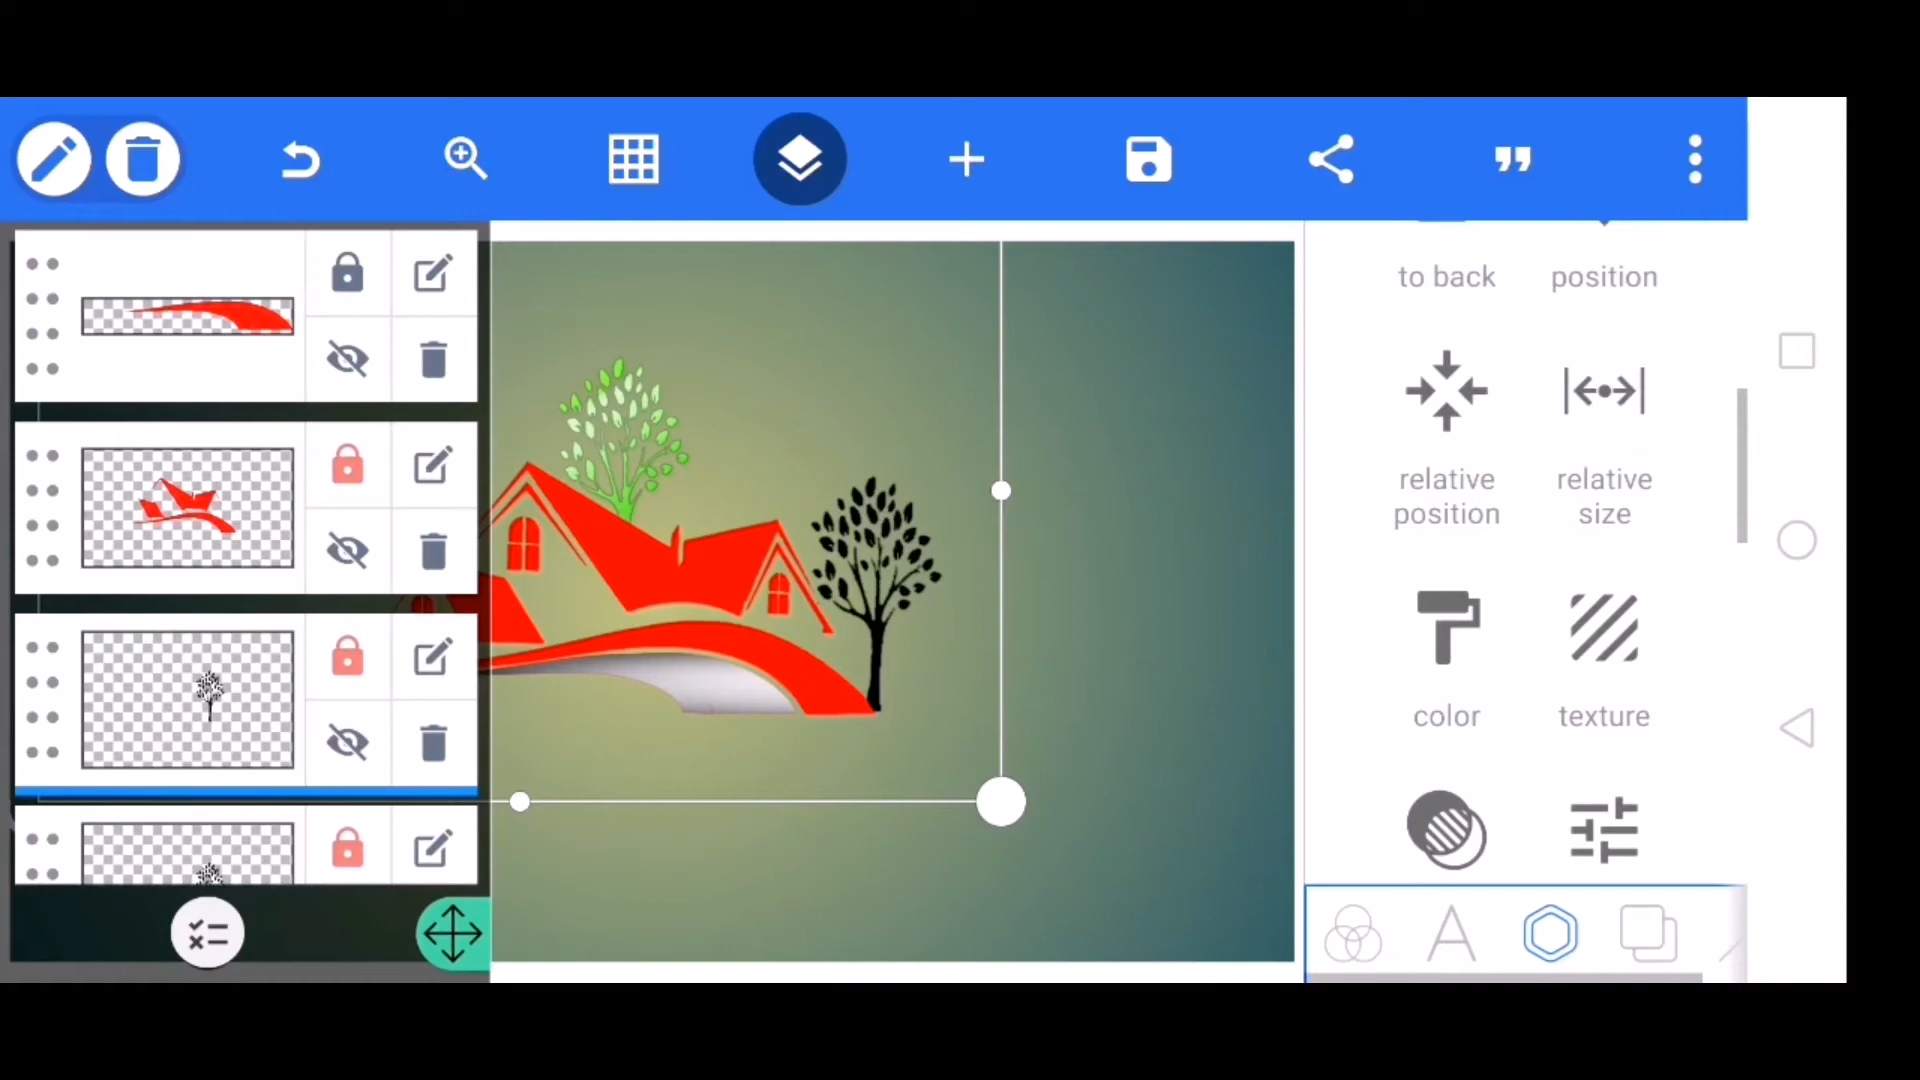 to back
position
relative
position
relative
size
color
texture